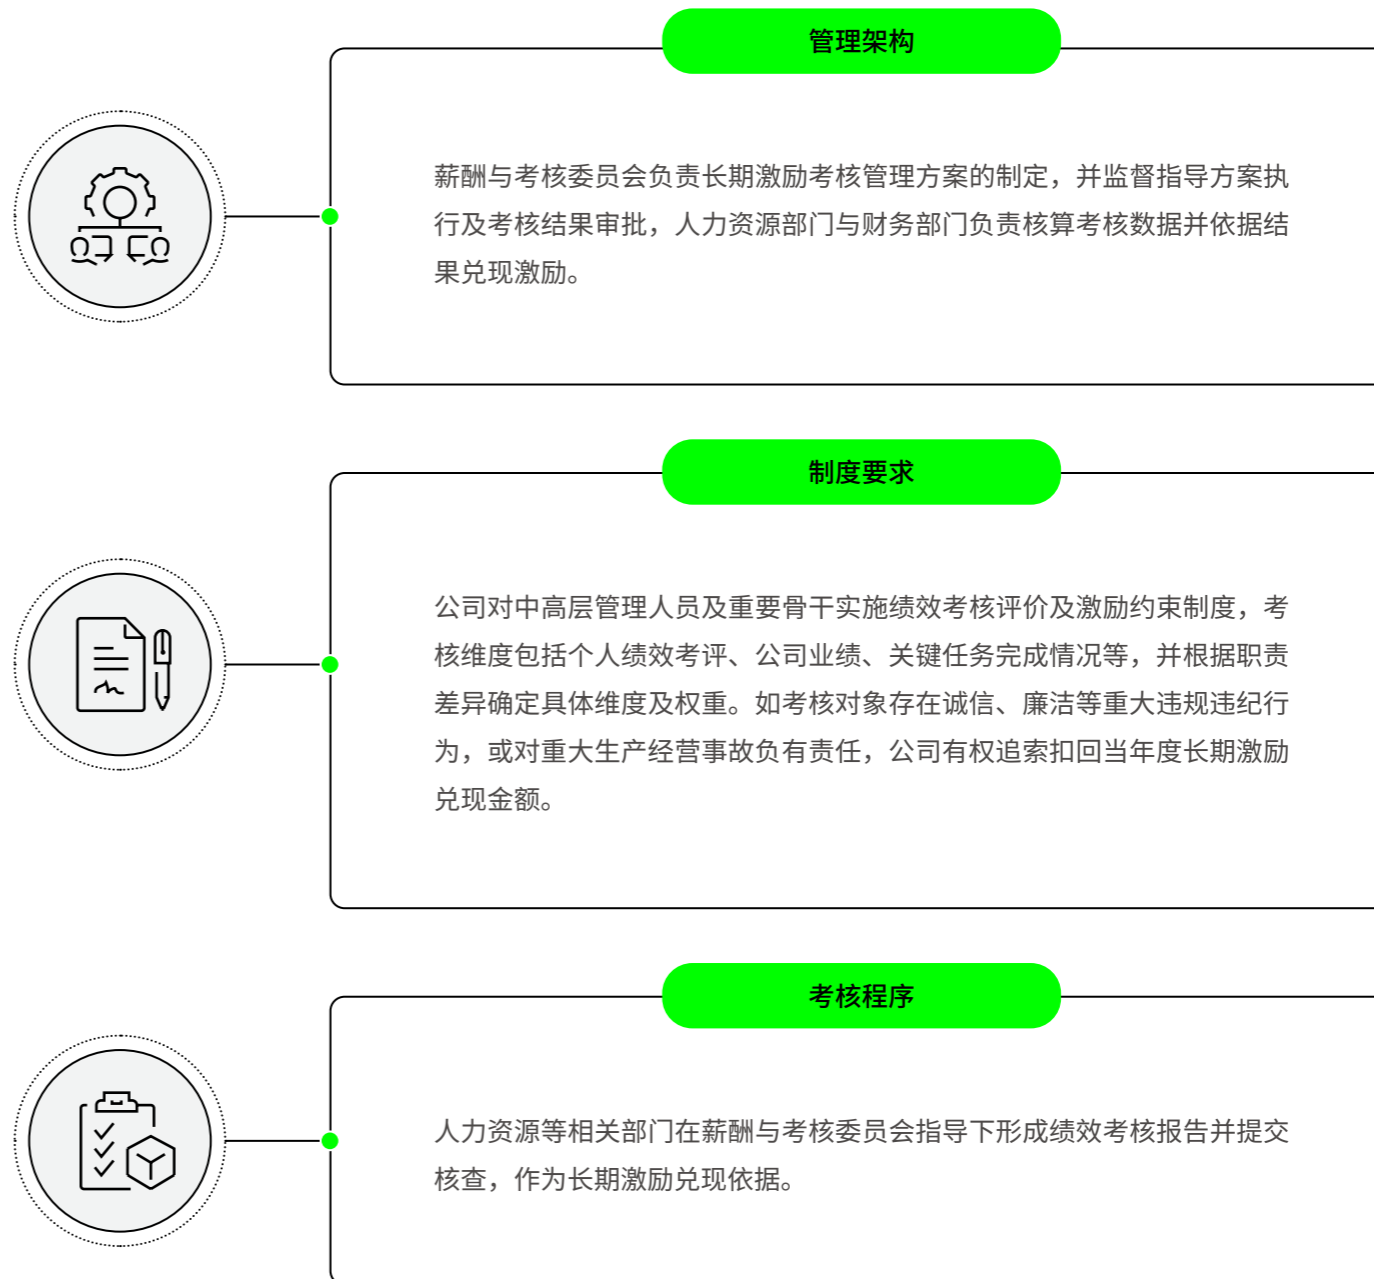 管理架构
薪酬与考核委员会负责长期激励考核管理方案的制定，并监督指导方案执
行及考核结果审批，人力资源部门与财务部门负责核算考核数据并依据结
果兑现激励。
制度要求
公司对中高层管理人员及重要骨干实施绩效考核评价及激励约束制度，考
核维度包括个人绩效考评、公司业绩、关键任务完成情况等，并根据职责
差异确定具体维度及权重。如考核对象存在诚信、廉洁等重大违规违纪行
为，或对重大生产经营事故负有责任，公司有权追索扣回当年度长期激励
兑现金额。
考核程序
人力资源等相关部门在薪酬与考核委员会指导下形成绩效考核报告并提交
核查，作为长期激励兑现依据。